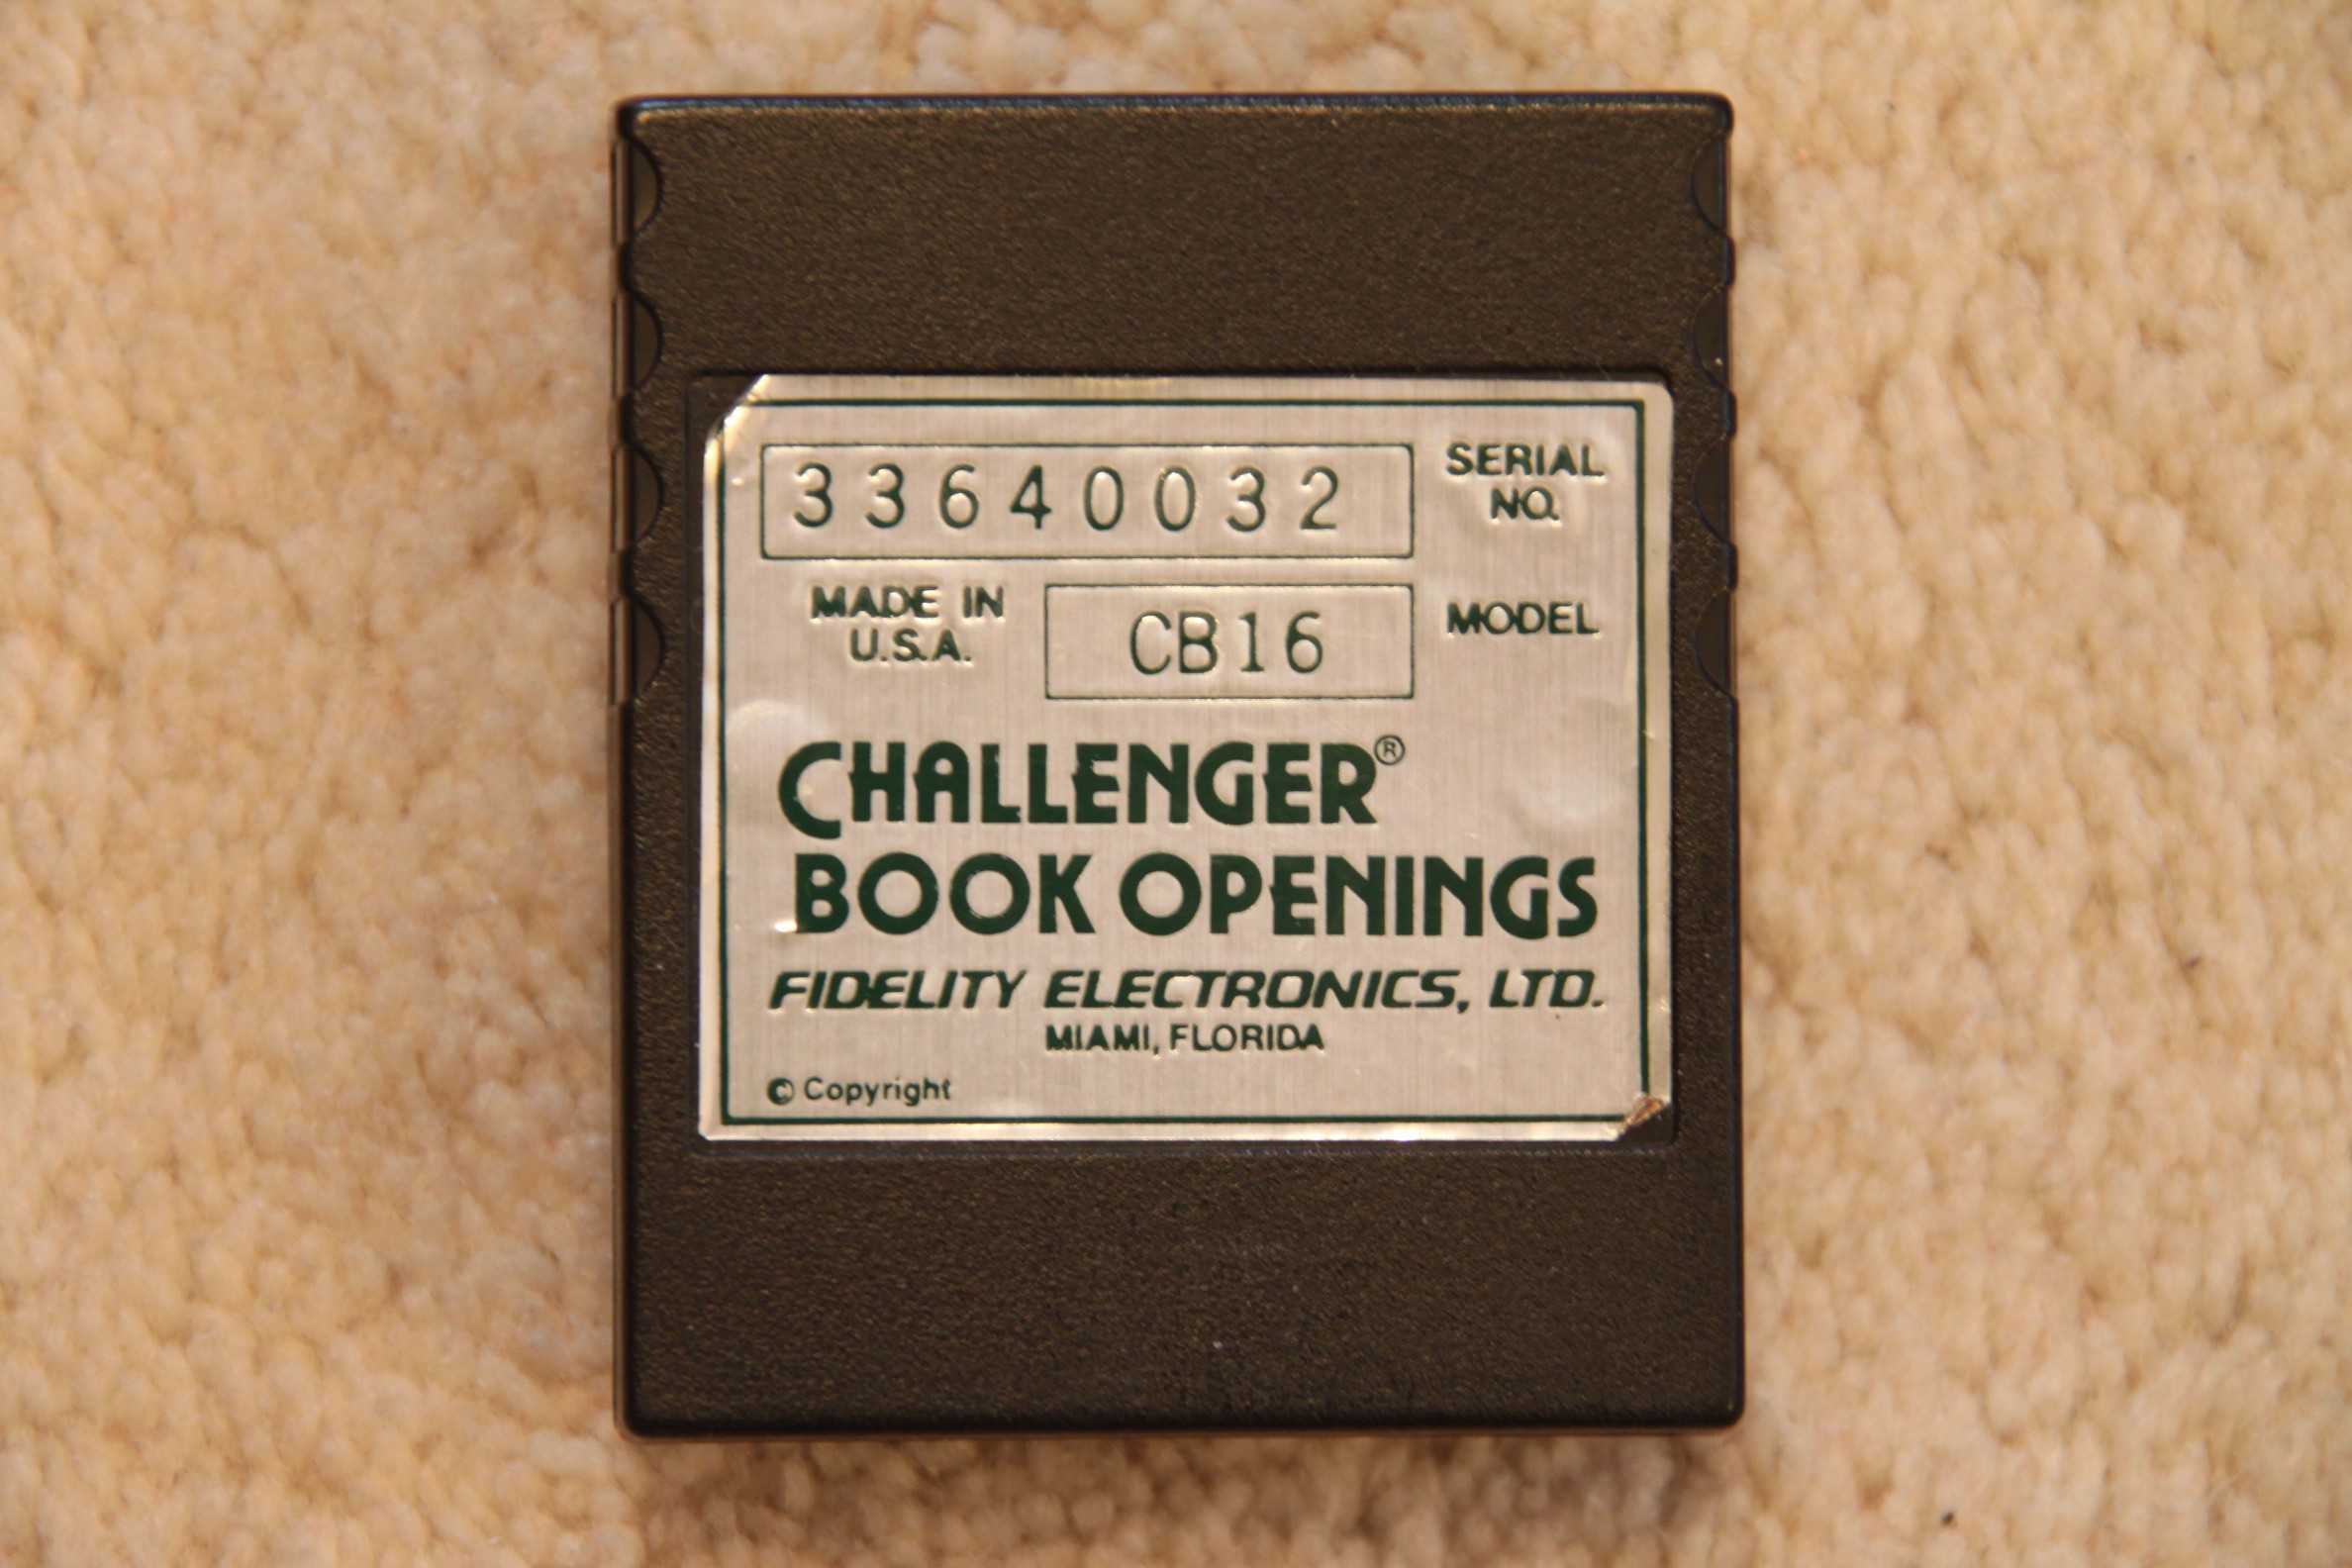 33640032 SERIAL
NO.
MADE IN
U.S.A.
CB16 MODEL
CHALLENGER®
BOOK OPENINGS
FIDELITY ELECTRONICS, LTD.
MIAMI, FLORIDA
© Copyright